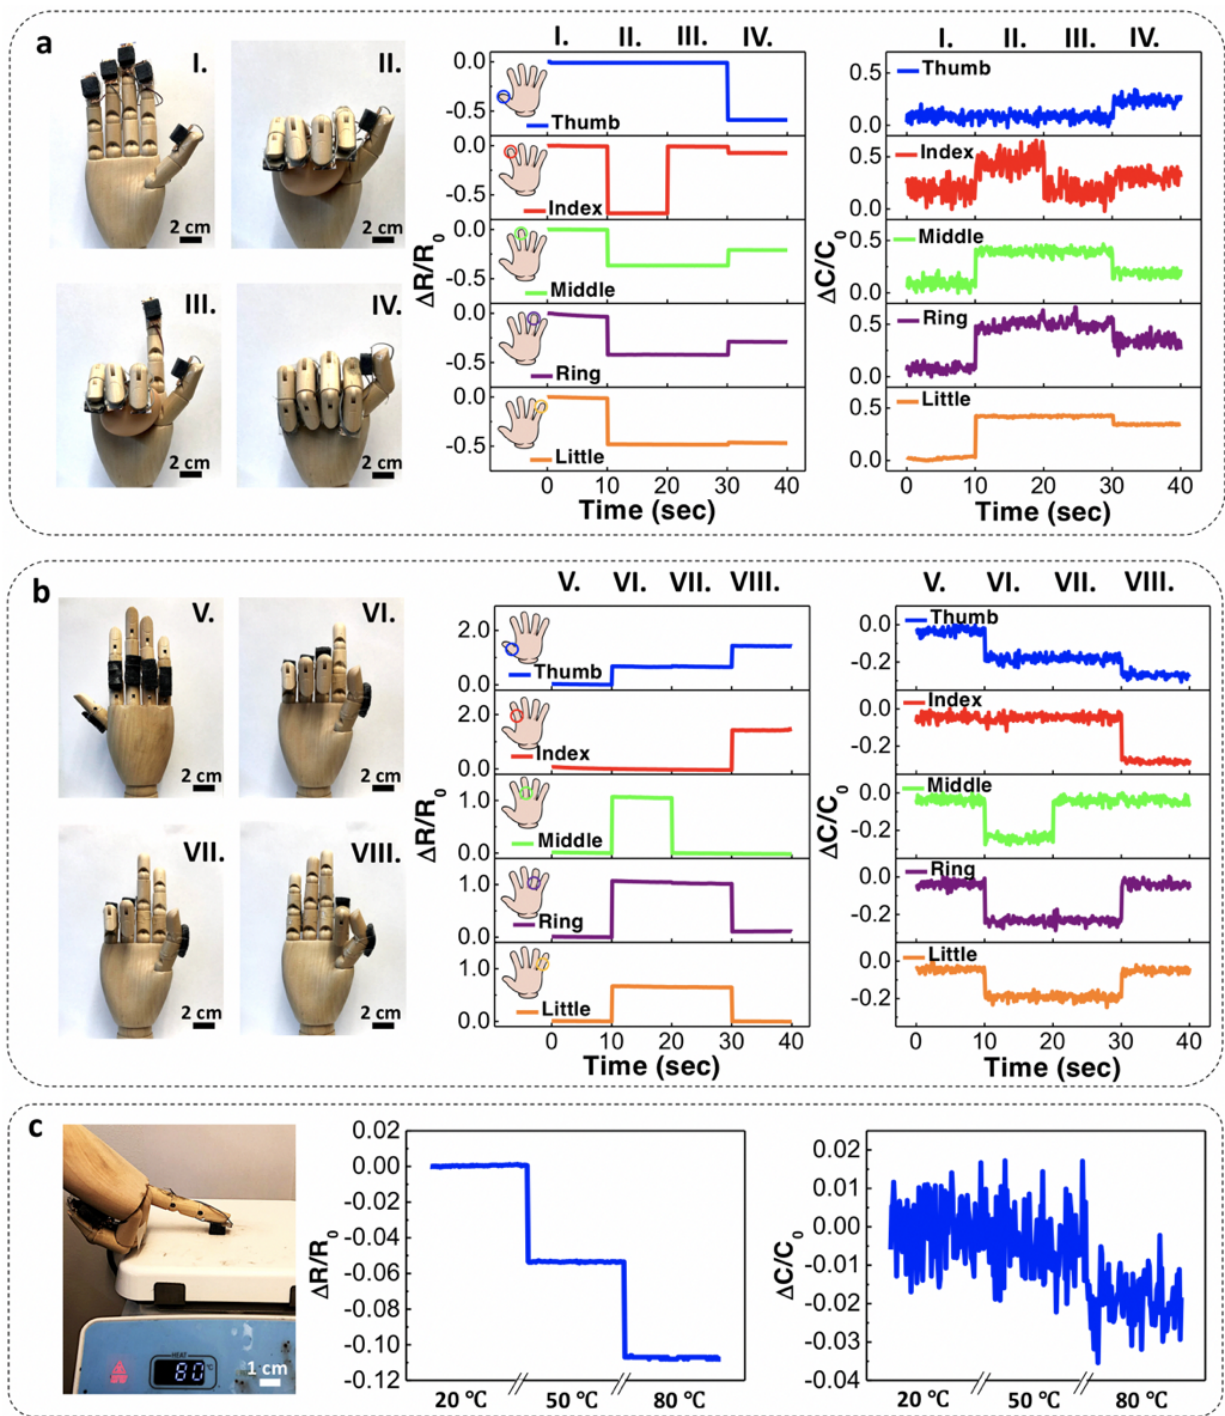 a
I.
2 cm
II.
2 cm
III.
2 cm
IV.
2 cm
I. II. III. IV.
0.0
-0.5
Thumb
0.0
-0.5
Index
0.0
-0.5
Middle
0.0
-0.5
Ring
0.0
-0.5
Little
ΔR/R0
0 10 20 30 40
Time (sec)
I. II. III. IV.
0.5
0.0
Thumb
0.5
0.0
Index
0.5
0.0
Middle
0.5
0.0
Ring
0.5
0.0
Little
ΔC/C0
0 10 20 30 40
Time (sec)
b
V.
2 cm
VI.
2 cm
VII.
2 cm
VIII.
2 cm
V. VI. VII. VIII.
2.0
0.0
Thumb
2.0
0.0
Index
1.0
0.0
Middle
1.0
0.0
Ring
1.0
0.0
Little
ΔR/R0
0 10 20 30 40
Time (sec)
V. VI. VII. VIII.
0.0
-0.2
Thumb
0.0
-0.2
Index
0.0
-0.2
Middle
0.0
-0.2
Ring
0.0
-0.2
Little
ΔC/C0
0 10 20 30 40
Time (sec)
c
HEAT
80
°C
1 cm
0.02
0.00
-0.02
-0.04
-0.06
-0.08
-0.10
-0.12
ΔR/R0
20 °C 50 °C 80 °C
0.02
0.01
0.00
-0.01
-0.02
-0.03
-0.04
ΔC/C0
20 °C 50 °C 80 °C